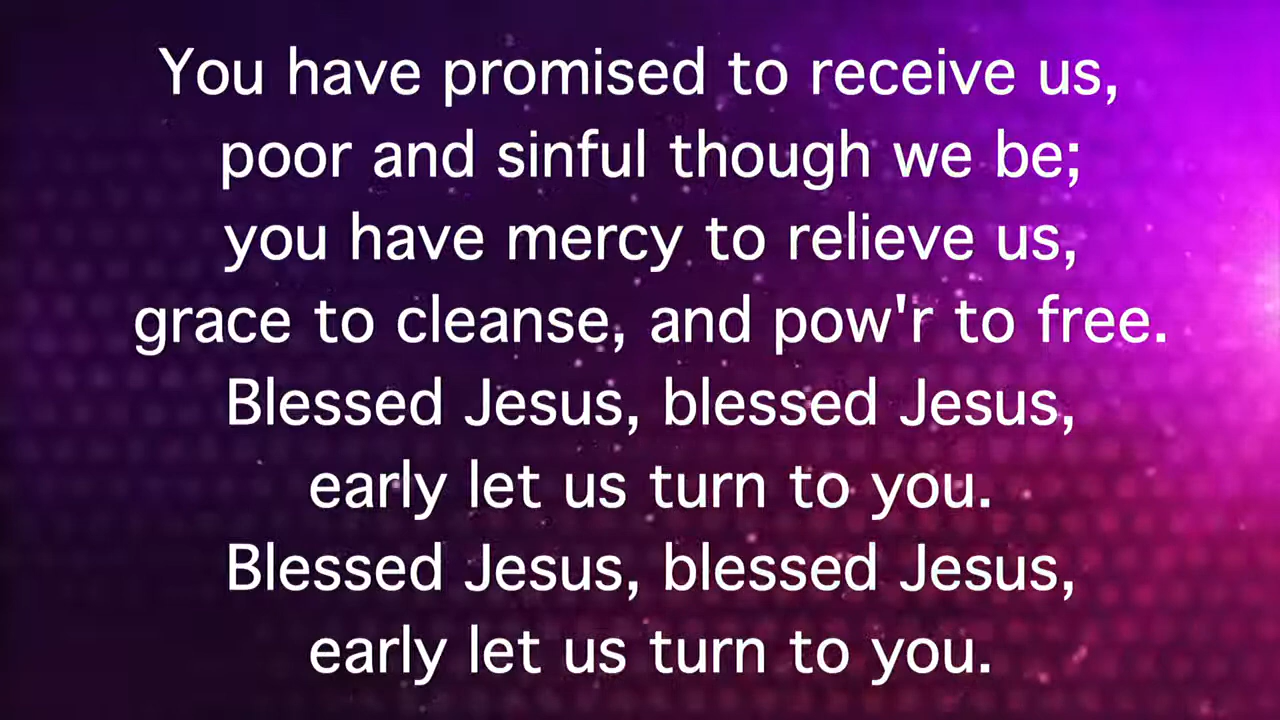 You have promised to receive us,
poor and sinful though we be;
you have mercy to relieve us,
grace to cleanse, and pow'r to free.
Blessed Jesus, blessed Jesus,
early let us turn to you.
Blessed Jesus, blessed Jesus,
early let us turn to you.